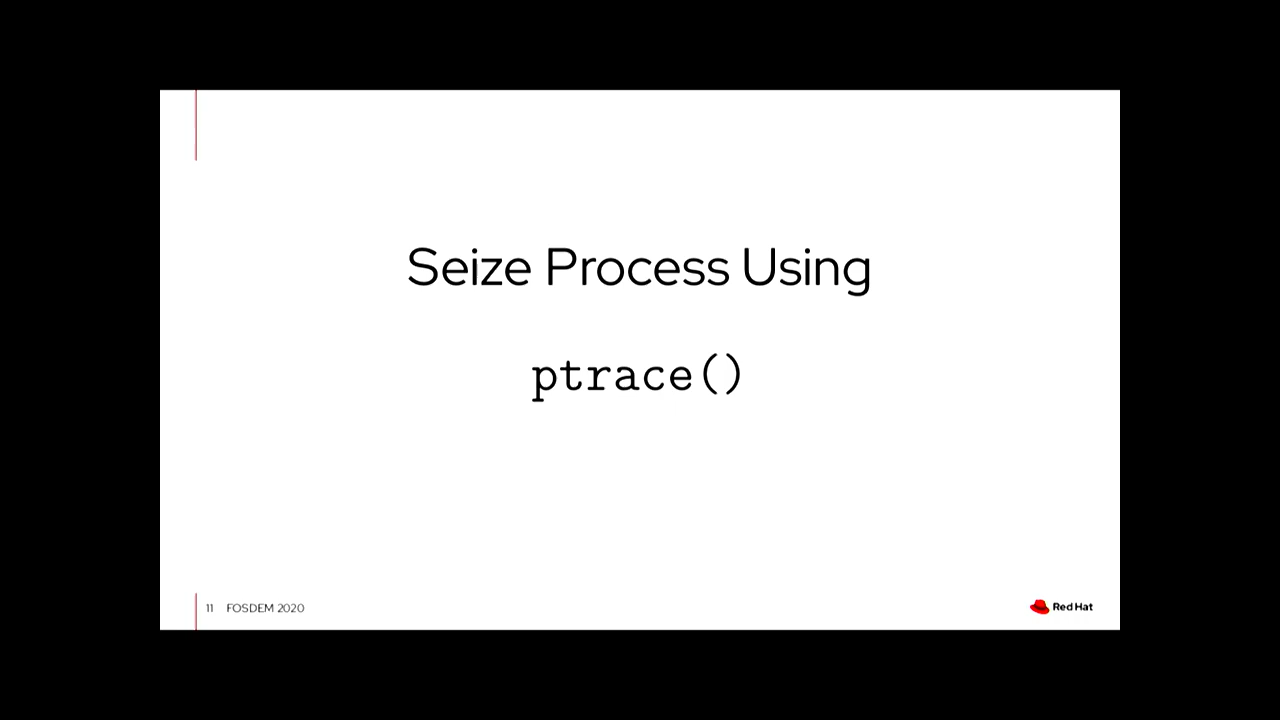 Seize Process Using
ptrace()
11 FOSDEM 2020
Red Hat